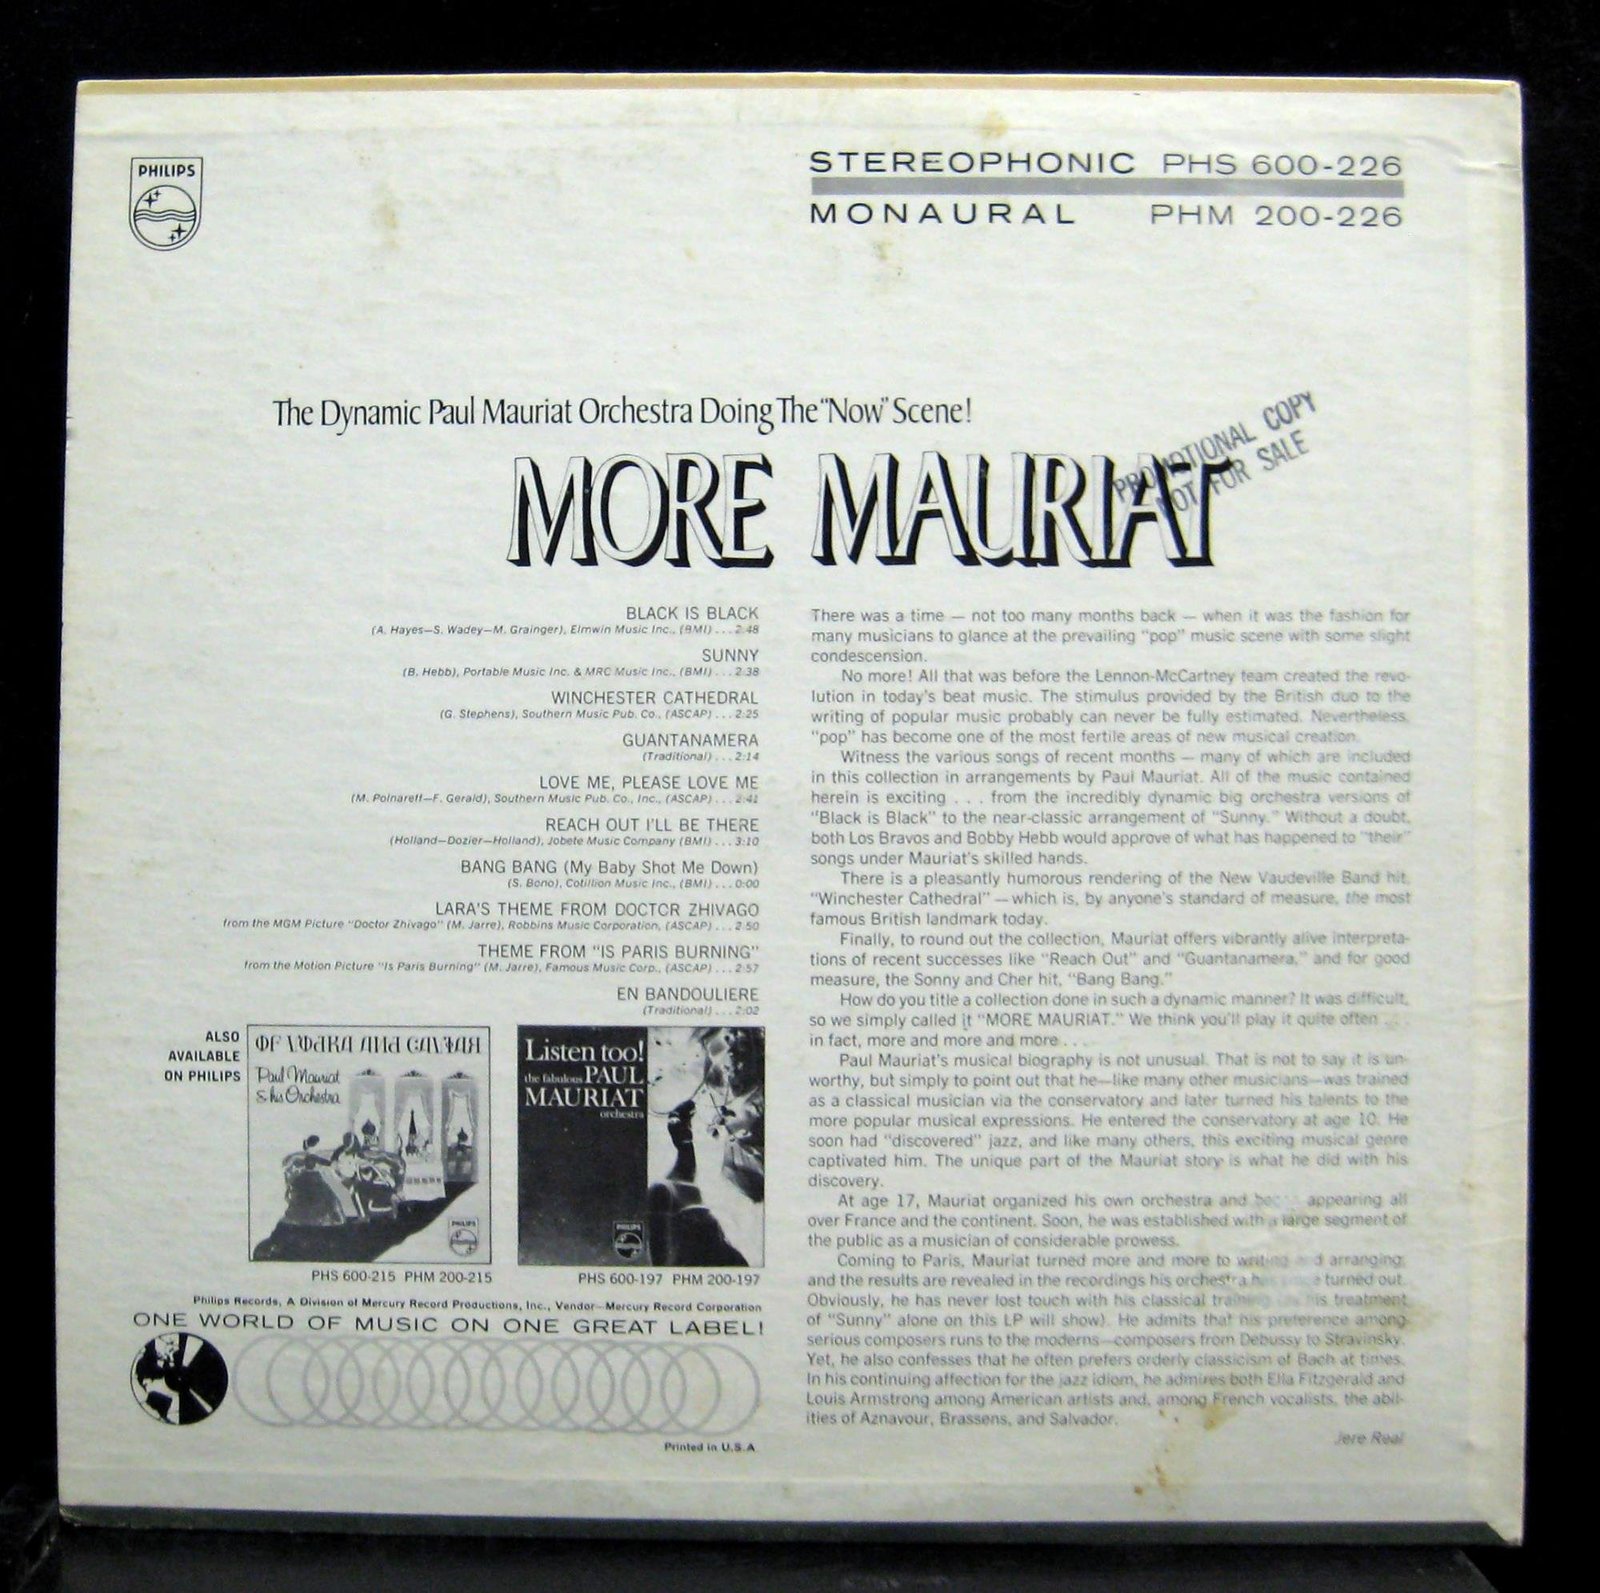 PHILIPS
STEREOPHONIC PHS 600-226
MONAURAL PHM 200-226
The Dynamic Paul Mauriat Orchestra Doing The "Now" Scene!
PROMOTIONAL COPY
NOT FOR SALE
MORE MAURIAT
BLACK IS BLACK
(A. Hayes—S. Wadey—M. Grainger), Elmwin Music Inc., (BMI) . . . 2:48
SUNNY
(B. Hebb), Portable Music Inc. & MRC Music Inc., (BMI) . . . 2:38
WINCHESTER CATHEDRAL
(G. Stephens), Southern Music Pub. Co., (ASCAP) . . . 2:25
GUANTANAMERA
(Traditional) . . . 2:14
LOVE ME, PLEASE LOVE ME
(M. Polnareff—F. Gerald), Southern Music Pub. Co., Inc., (ASCAP) . . . 2:41
REACH OUT I'LL BE THERE
(Holland—Dozier—Holland), Jobete Music Company (BMI) . . . 3:10
BANG BANG (My Baby Shot Me Down)
(S. Bono), Cotillion Music Inc., (BMI) . . . 0:00
LARA'S THEME FROM DOCTOR ZHIVAGO
from the MGM Picture "Doctor Zhivago" (M. Jarre), Robbins Music Corporation, (ASCAP) . . . 2:50
THEME FROM "IS PARIS BURNING"
from the Motion Picture "Is Paris Burning" (M. Jarre), Famous Music Corp., (ASCAP) . . . 2:57
EN BANDOULIERE
(Traditional) . . . 2:02
ALSO
AVAILABLE
ON PHILIPS
OF VODKA AND CAVIAR
Paul Mauriat
& his Orchestra
PHILIPS
PHS 600-215 PHM 200-215
Listen too!
the fabulous PAUL
MAURIAT
orchestra
PHILIPS
PHS 600-197 PHM 200-197
Philips Records, A Division of Mercury Record Productions, Inc., Vendor—Mercury Record Corporation
ONE WORLD OF MUSIC ON ONE GREAT LABEL!
Printed in U.S.A
There was a time — not too many months back — when it was the fashion for
many musicians to glance at the prevailing "pop" music scene with some slight
condescension.
No more! All that was before the Lennon-McCartney team created the revo-
lution in today's beat music. The stimulus provided by the British duo to the
writing of popular music probably can never be fully estimated. Nevertheless,
"pop" has become one of the most fertile areas of new musical creation.
Witness the various songs of recent months — many of which are included
in this collection in arrangements by Paul Mauriat. All of the music contained
herein is exciting . . . from the incredibly dynamic big orchestra versions of
"Black is Black" to the near-classic arrangement of "Sunny." Without a doubt,
both Los Bravos and Bobby Hebb would approve of what has happened to "their"
songs under Mauriat's skilled hands.
There is a pleasantly humorous rendering of the New Vaudeville Band hit,
"Winchester Cathedral" — which is, by anyone's standard of measure, the most
famous British landmark today.
Finally, to round out the collection, Mauriat offers vibrantly alive interpreta-
tions of recent successes like "Reach Out" and "Guantanamera," and for good
measure, the Sonny and Cher hit, "Bang Bang."
How do you title a collection done in such a dynamic manner? It was difficult,
so we simply called it "MORE MAURIAT." We think you'll play it quite often . . .
in fact, more and more and more . . .
Paul Mauriat's musical biography is not unusual. That is not to say it is un-
worthy, but simply to point out that he—like many other musicians—was trained
as a classical musician via the conservatory and later turned his talents to the
more popular musical expressions. He entered the conservatory at age 10. He
soon had "discovered" jazz, and like many others, this exciting musical genre
captivated him. The unique part of the Mauriat story is what he did with his
discovery.
At age 17, Mauriat organized his own orchestra and appearing all
over France and the continent. Soon, he was established with a large segment of
the public as a musician of considerable prowess.
Coming to Paris, Mauriat turned more and more to writing and arranging,
and the results are revealed in the recordings his orchestra turned out.
Obviously, he has never lost touch with his classical training his treatment
of "Sunny" alone on this LP will show). He admits that his preference among
serious composers runs to the moderns—composers from Debussy to Stravinsky.
Yet, he also confesses that he often prefers orderly classicism of Bach at times.
In his continuing affection for the jazz idiom, he admires both Ella Fitzgerald and
Louis Armstrong among American artists and, among French vocalists, the abil-
ities of Aznavour, Brassens, and Salvador.
Jere Real